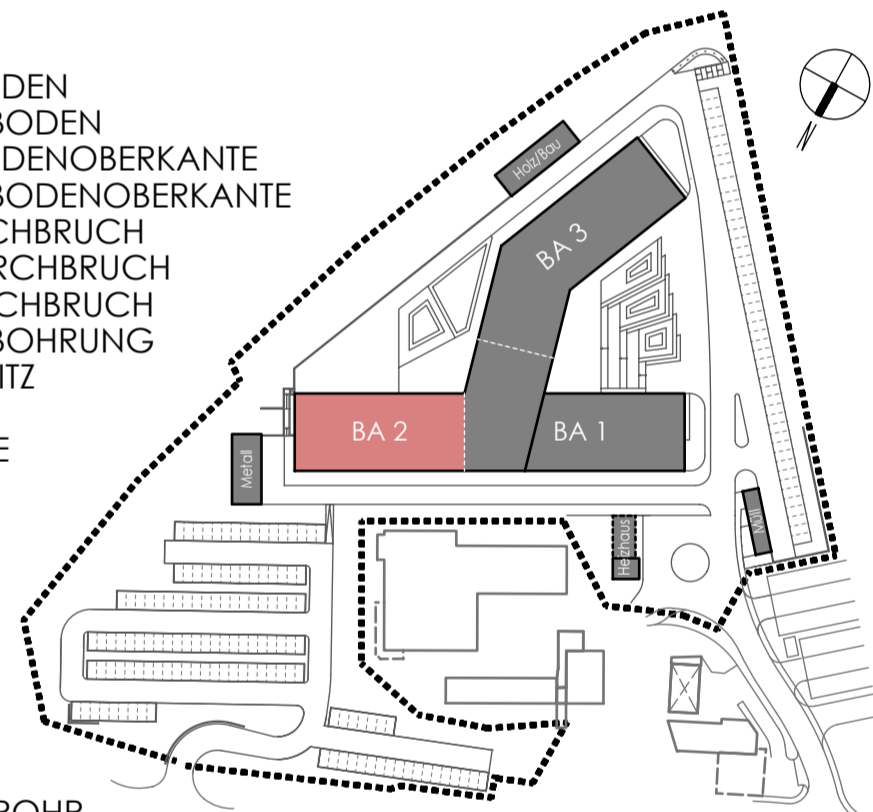 DEN
BODEN
DENOBERKANTE
BODENOBERKANTE
CHBRUCH
RCHBRUCH
CHBRUCH
BOHRUNG
ITZ
E
N
Holz/Bau
BA 3
BA 2
BA 1
Metall
Heizhaus
Müll
ROHR